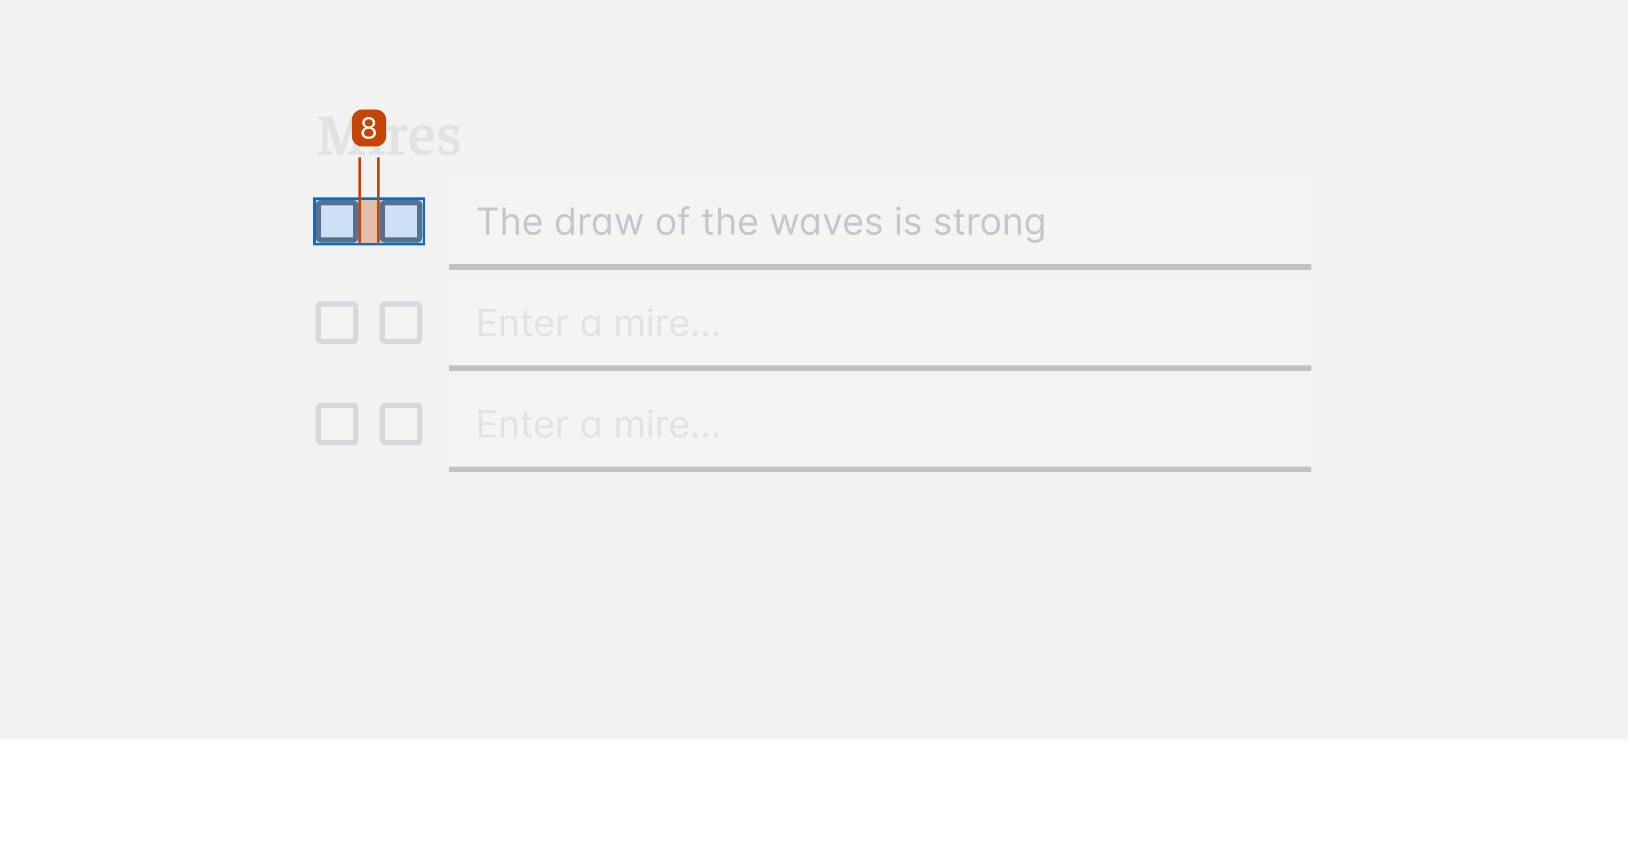 8
Mires
The draw of the waves is strong
Enter a mire...
Enter a mire...